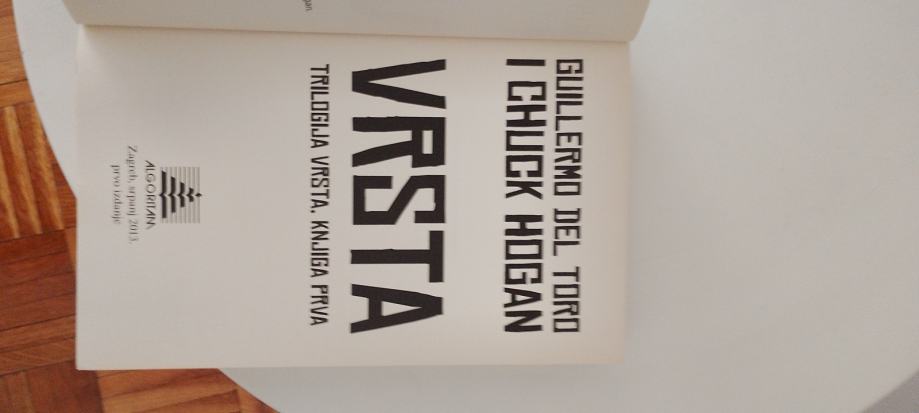 GUILLERMO DEL TORO
I CHUCK HOGAN
VRSTA
TRILOGIJA VRSTA. KNJIGA PRVA
ALGORITAM
Zagreb, srpanj 2013.
prvo izdanje